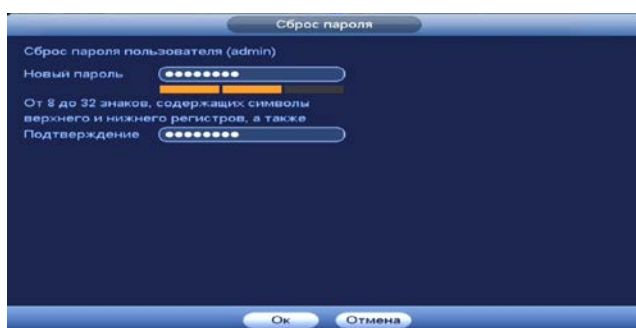 Сброс пароля
Сброс пароля пользователя (admin)
Новый пароль ●●●●●●●●
От 8 до 32 знаков, содержащих символы
верхнего и нижнего регистров, а также
Подтверждение ●●●●●●●●
Ок Отмена